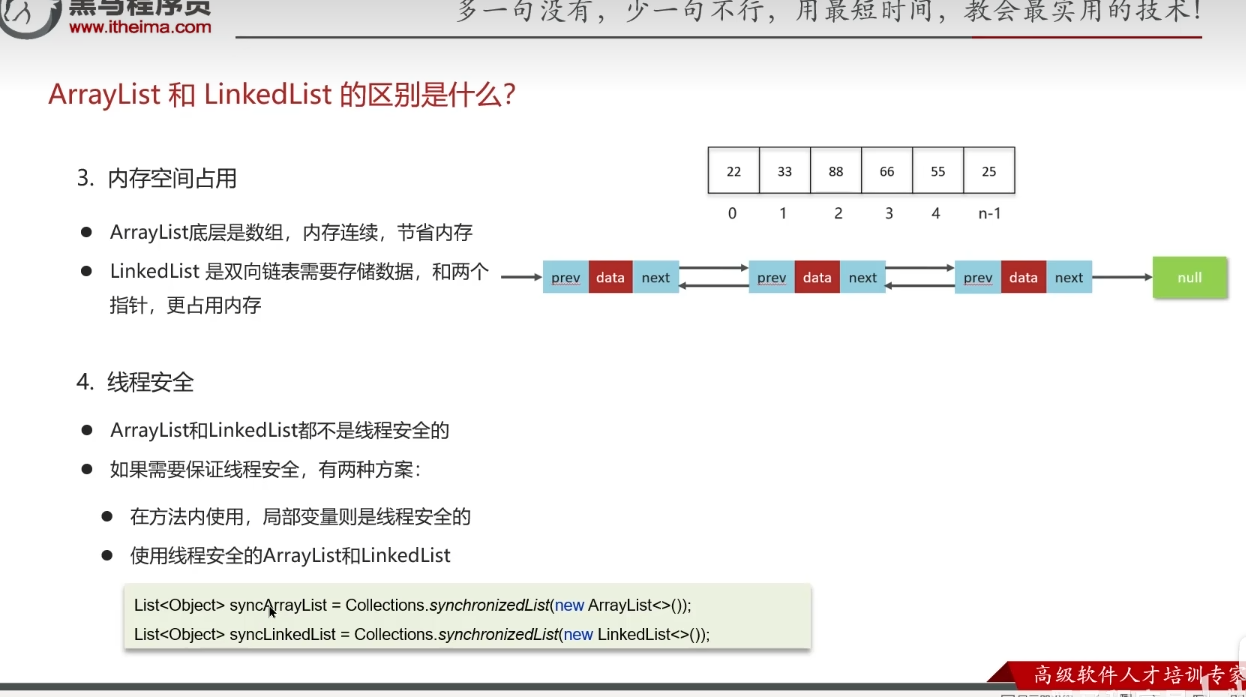 黑马程序员
www.itheima.com
多一句没有，少一句不行，用最短时间，教会最实用的技术！
ArrayList 和 LinkedList 的区别是什么？
3. 内存空间占用
ArrayList底层是数组，内存连续，节省内存
LinkedList 是双向链表需要存储数据，和两个
指针，更占用内存
22 33 88 66 55 25
0 1 2 3 4 n-1
prev data next prev data next prev data next null
4. 线程安全
ArrayList和LinkedList都不是线程安全的
如果需要保证线程安全，有两种方案：
在方法内使用，局部变量则是线程安全的
使用线程安全的ArrayList和LinkedList
List<Object> syncArrayList = Collections.synchronizedList(new ArrayList<>());
List<Object> syncLinkedList = Collections.synchronizedList(new LinkedList<>());
高级软件人才培训专家